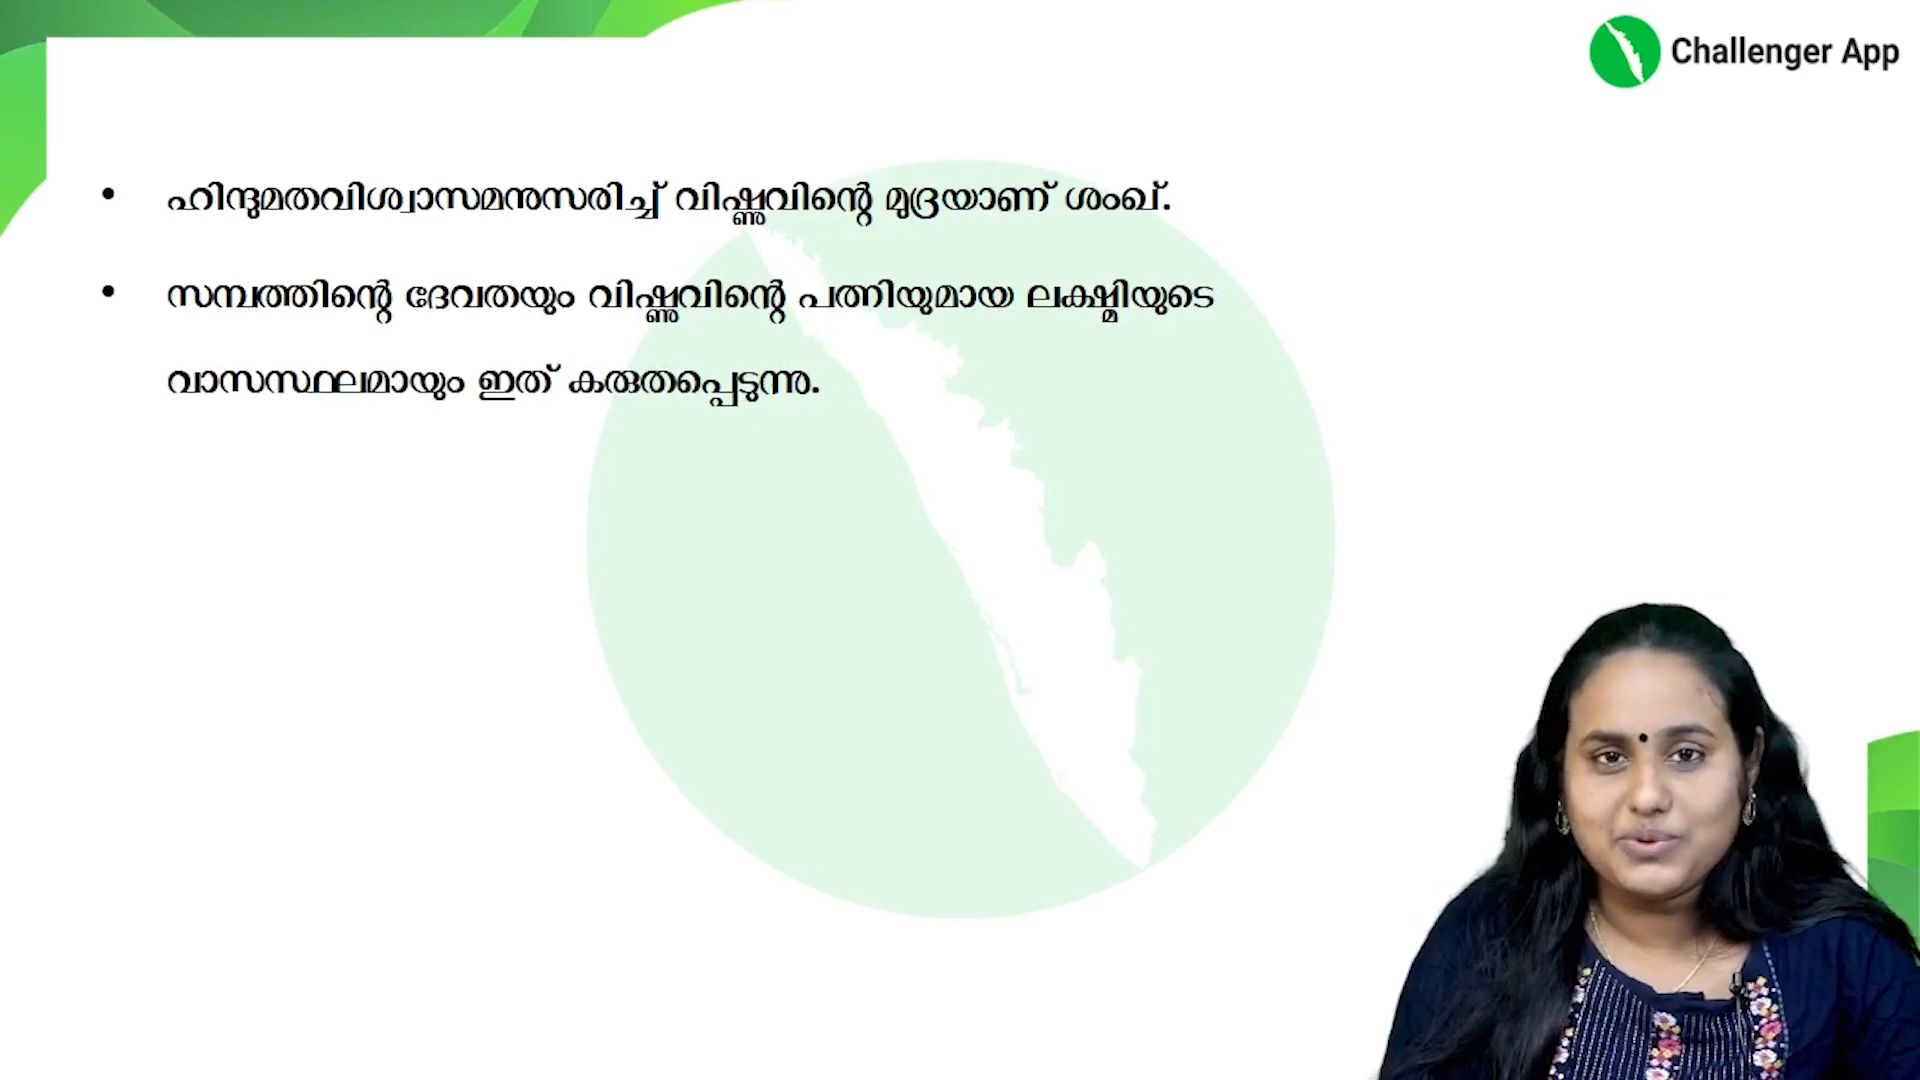 Challenger App
• ഹിന്ദുമതവിശ്വാസമനുസരിച്ച് വിഷ്ണുവിന്റെ മുദ്രയാണ് ശംഖ്.
• സമ്പത്തിന്റെ ദേവതയും വിഷ്ണുവിന്റെ പത്നിയുമായ ലക്ഷ്മിയുടെ
വാസസ്ഥലമായും ഇത് കരുതപ്പെടുന്നു.